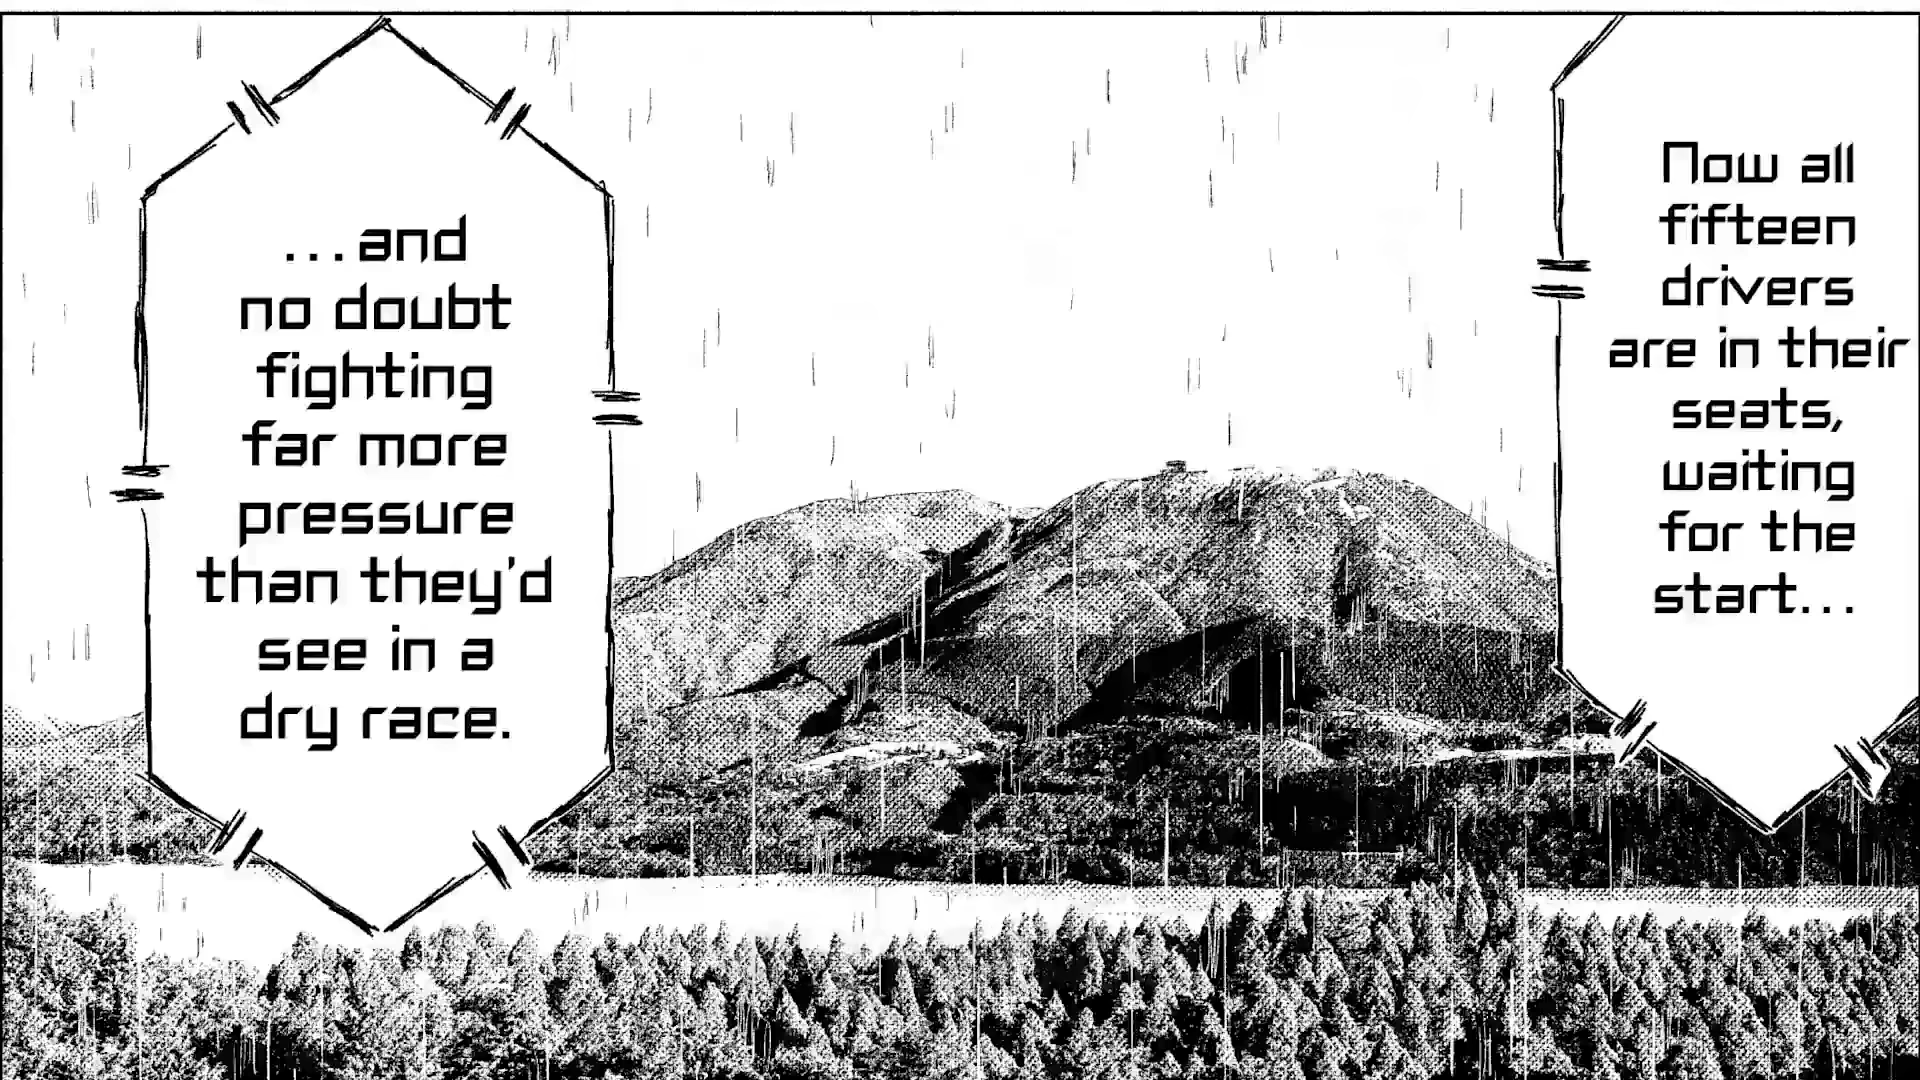 Now all
fifteen
drivers
are in their
seats,
waiting
for the
start...
...and
no doubt
fighting
far more
pressure
than they'd
see in a
dry race.